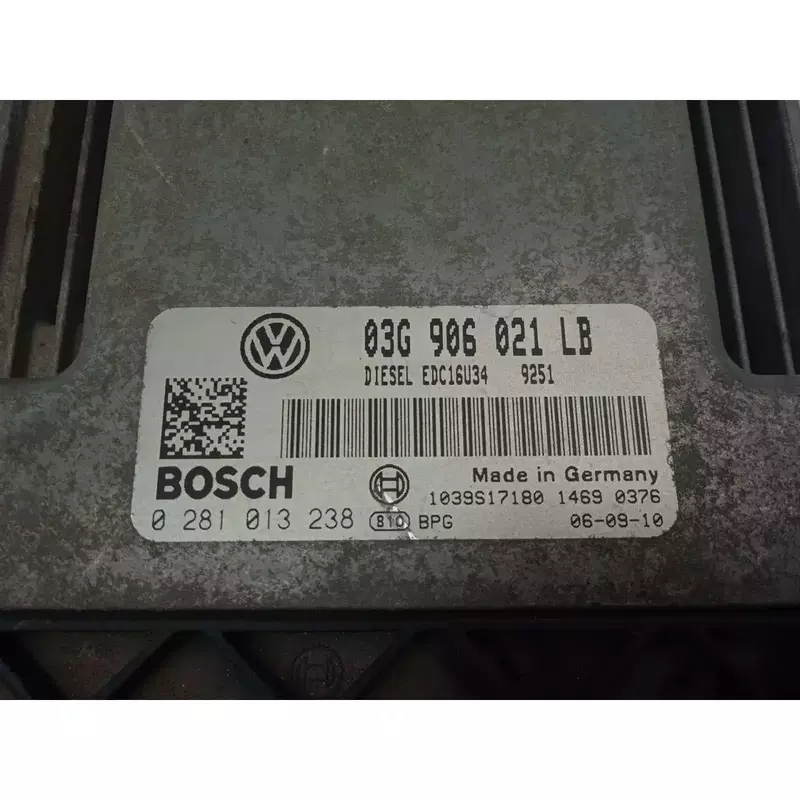 03G 906 021 LB
DIESEL EDC16U34 9251
BOSCH
Made in Germany
1039S17180 1469 0376
0 281 013 238 810 BPG 06-09-10